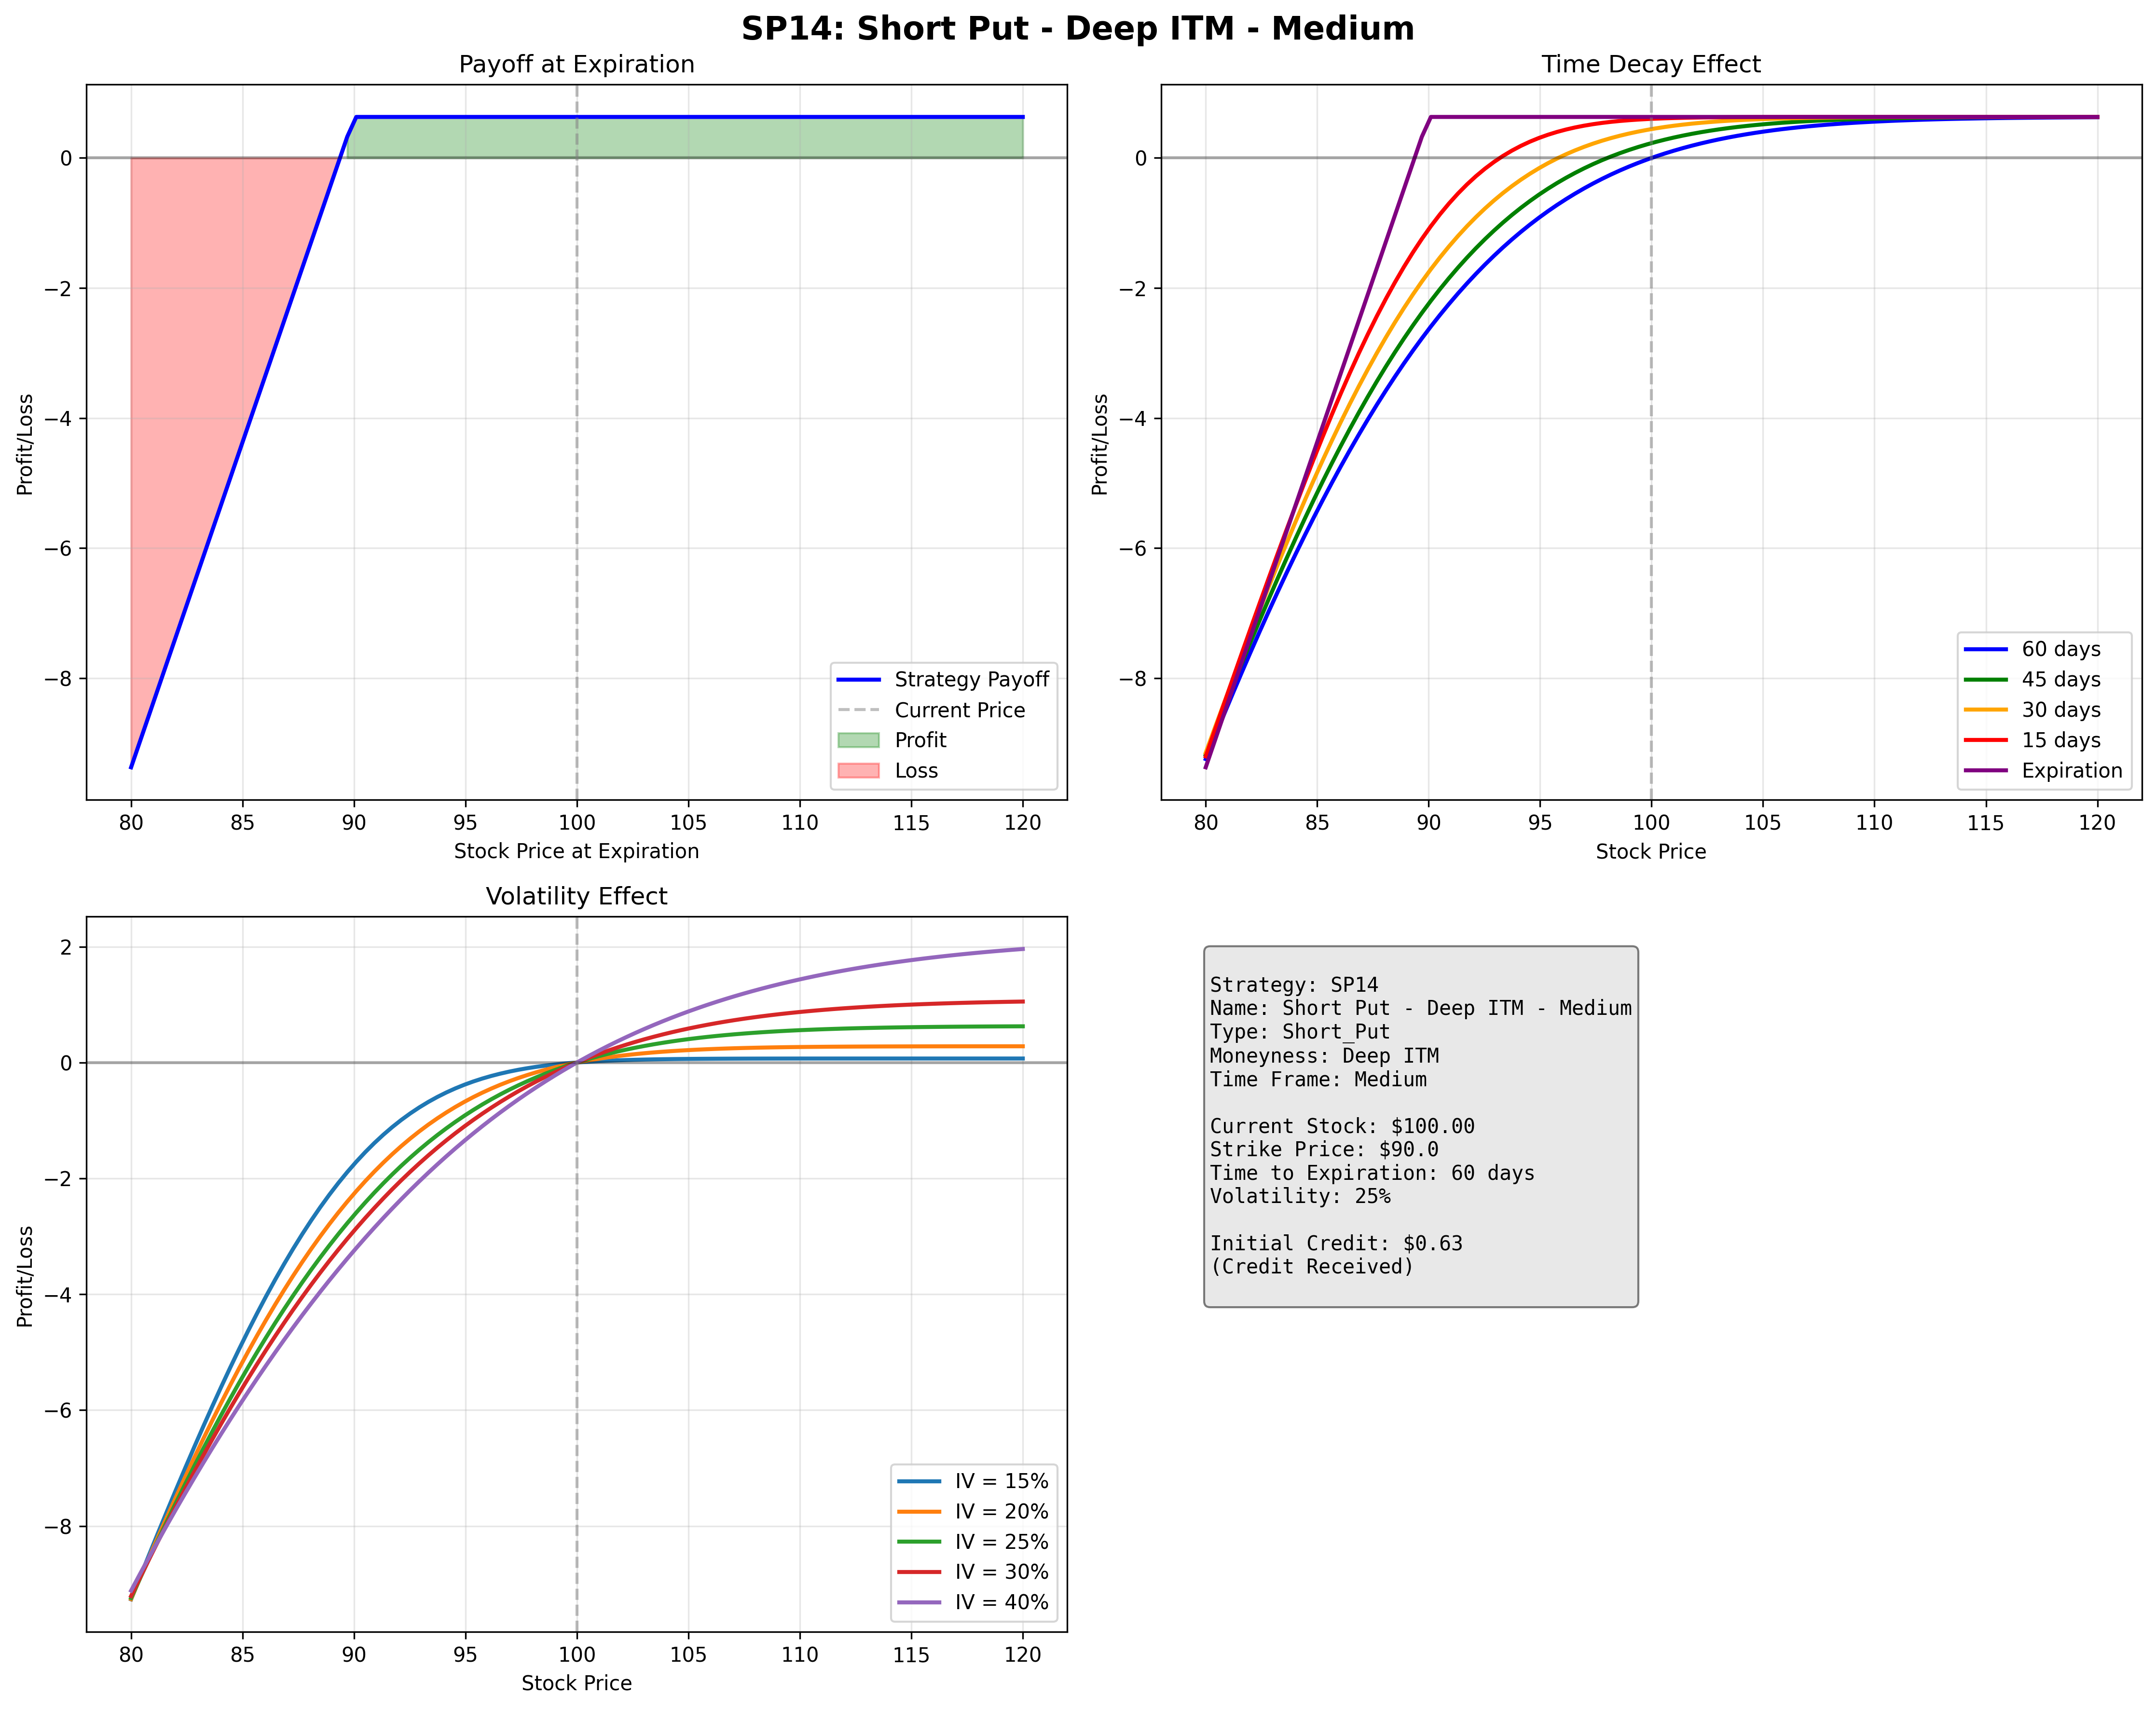 SP14: Short Put - Deep ITM - Medium
Payoff at Expiration
0
−2
−4
−6
−8
Profit/Loss
80 85 90 95 100 105 110 115 120
Stock Price at Expiration
Strategy Payoff
Current Price
Profit
Loss
Time Decay Effect
0
−2
−4
−6
−8
Profit/Loss
80 85 90 95 100 105 110 115 120
Stock Price
60 days
45 days
30 days
15 days
Expiration
Volatility Effect
2
0
−2
−4
−6
−8
Profit/Loss
80 85 90 95 100 105 110 115 120
Stock Price
IV = 15%
IV = 20%
IV = 25%
IV = 30%
IV = 40%
Strategy: SP14
Name: Short Put - Deep ITM - Medium
Type: Short_Put
Moneyness: Deep ITM
Time Frame: Medium
Current Stock: $100.00
Strike Price: $90.0
Time to Expiration: 60 days
Volatility: 25%
Initial Credit: $0.63
(Credit Received)